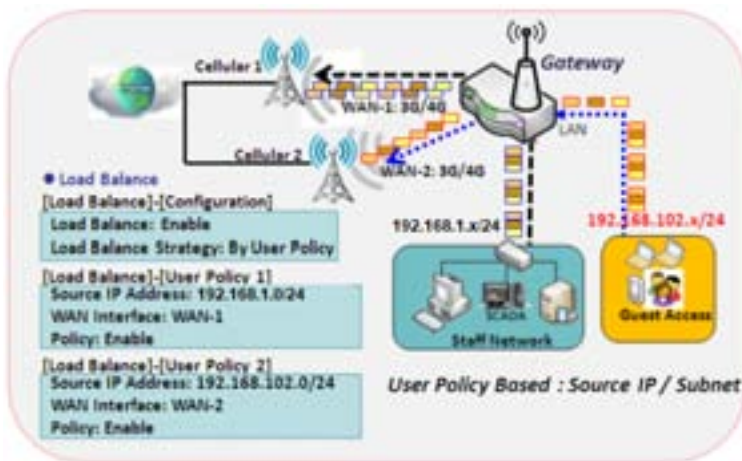 Cellular 1
Gateway
WAN-1: 3G/4G
LAN
Cellular 2
WAN-2: 3G/4G
Load Balance
[Load Balance]-[Configuration]
Load Balance: Enable
Load Balance Strategy: By User Policy
192.168.1.x/24
192.168.102.x/24
[Load Balance]-[User Policy 1]
Source IP Address: 192.168.1.0/24
WAN Interface: WAN-1
Policy: Enable
SCADA
Staff Network
Guest Access
[Load Balance]-[User Policy 2]
Source IP Address: 192.168.102.0/24
WAN Interface: WAN-2
Policy: Enable
User Policy Based : Source IP / Subnet